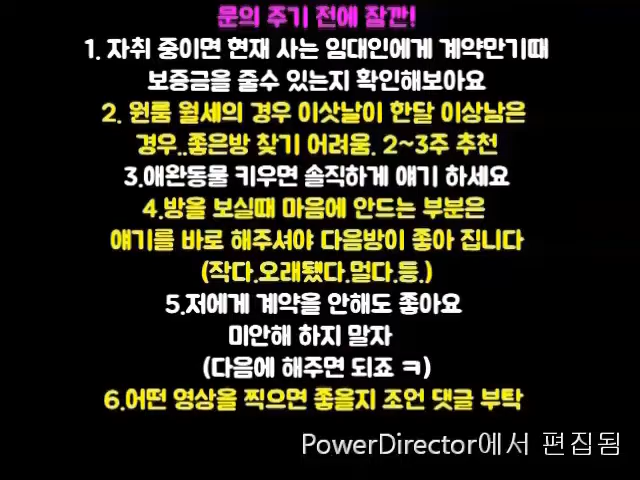 문의 주기 전에 잠깐!
1. 자취 중이면 현재 사는 임대인에게 계약만기때
보증금을 줄수 있는지 확인해보아요
2. 원룸 월세의 경우 이삿날이 한달 이상남은
경우..좋은방 찾기 어려움. 2~3주 추천
3.애완동물 키우면 솔직하게 얘기 하세요
4.방을 보실때 마음에 안드는 부분은
얘기를 바로 해주셔야 다음방이 좋아 집니다
(작다.오래됐다.멀다.등.)
5.저에게 계약을 안해도 좋아요
미안해 하지 말자
(다음에 해주면 되죠 ㅋ)
6.어떤 영상을 찍으면 좋을지 조언 댓글 부탁
PowerDirector에서 편집됨